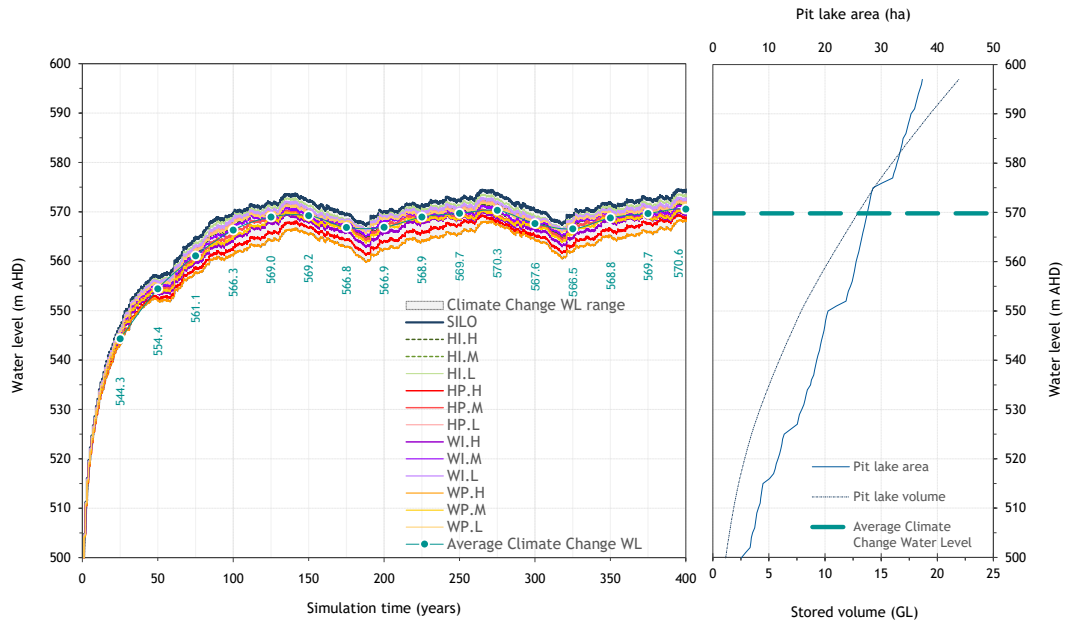 Pit lake area (ha)
0 10 20 30 40 50
600
590
580
570
560
550
540
530
520
510
500
Water level (m AHD)
544.3
554.4
561.1
566.3
569.0
569.2
566.8
566.9
568.9
569.7
570.3
567.6
566.5
568.8
569.7
570.6
Climate Change WL range
SILO
HI.H
HI.M
HI.L
HP.H
HP.M
HP.L
WI.H
WI.M
WI.L
WP.H
WP.M
WP.L
Average Climate Change WL
0 50 100 150 200 250 300 350 400
Simulation time (years)
600
590
580
570
560
550
540
530
520
510
500
Water level (m AHD)
Pit lake area
Pit lake volume
Average Climate
Change Water Level
0 5 10 15 20 25
Stored volume (GL)